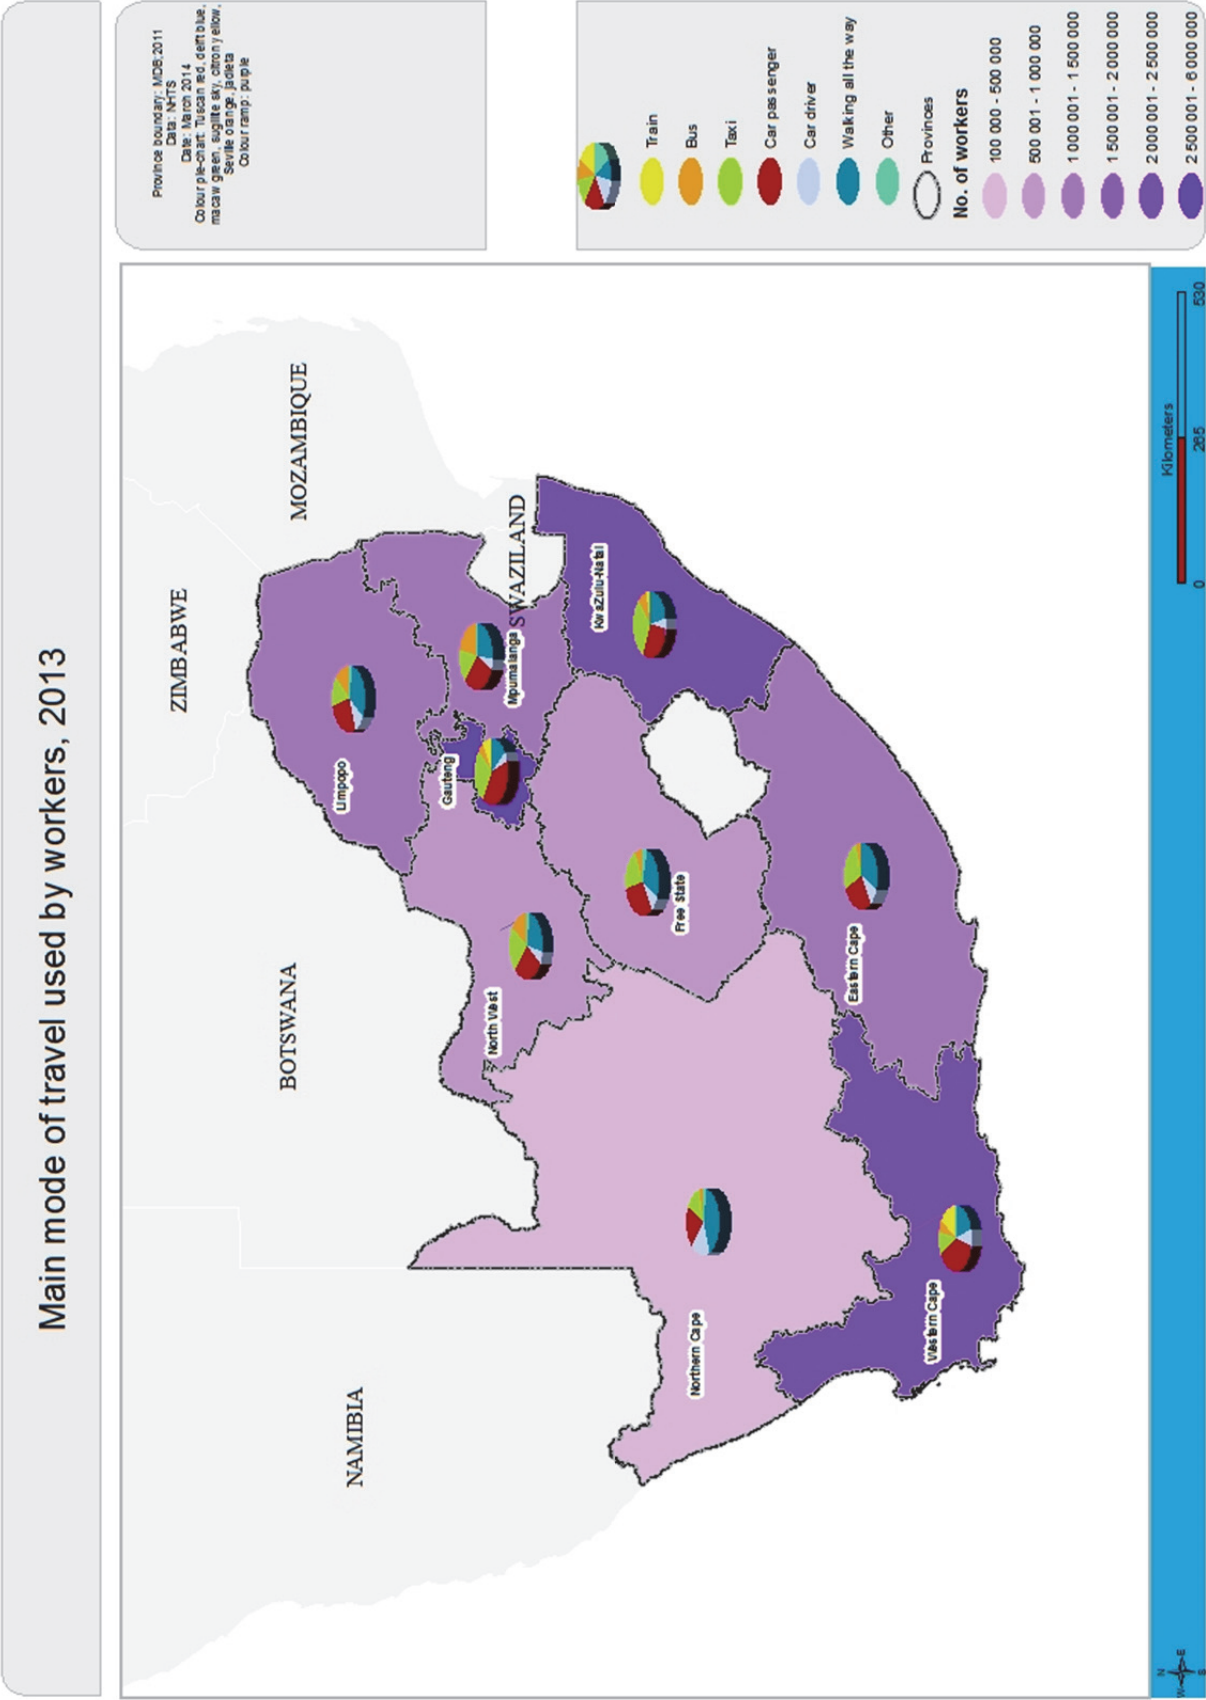 Main mode of travel used by workers, 2013
Province boundary: MDB:2011
Data: NHTS
Date: March 2014
Colour pie-chart: Tuscan red, delft blue,
macaw green, sugilite sky, citron yellow,
Seville orange, jadeita
Colour ramp: purple
Train
Bus
Taxi
Car passenger
Car driver
Walking all the way
Other
Provinces
No. of workers
100 000 - 500 000
500 001 - 1 000 000
1 000 001 - 1 500 000
1 500 001 - 2 000 000
2 000 001 - 2 500 000
2 500 001 - 6 000 000
ZIMBABWE
MOZAMBIQUE
BOTSWANA
NAMIBIA
SWAZILAND
Limpopo
Mpumalanga
Gauteng
KwaZulu-Natal
North West
Free State
Eastern Cape
Northern Cape
Western Cape
N
W
E
S
Kilometers
0 265 530